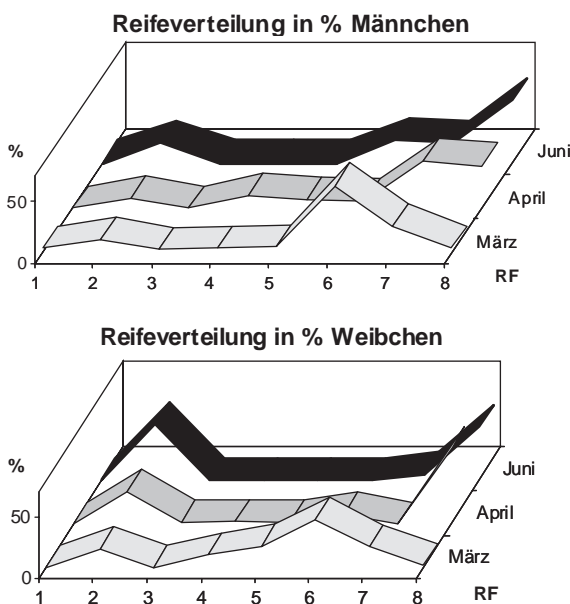 Reifeverteilung in % Männchen
%
50
0
1 2 3 4 5 6 7 8
RF
März
April
Juni
Reifeverteilung in % Weibchen
%
50
0
1 2 3 4 5 6 7 8
RF
März
April
Juni